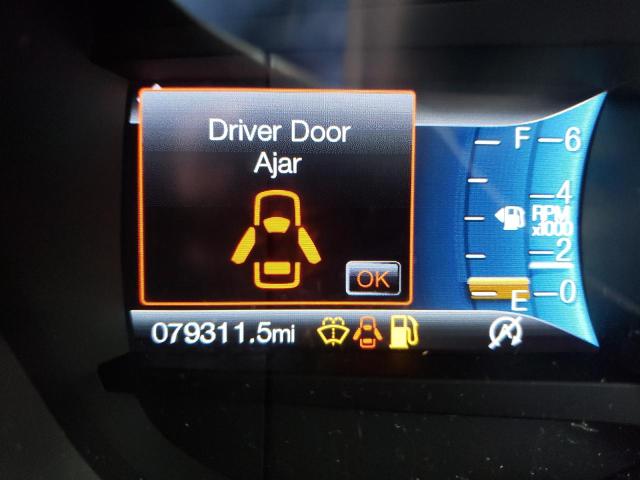 Driver Door
Ajar
OK
F
6
4
RPM
x1000
2
E
0
079311.5mi